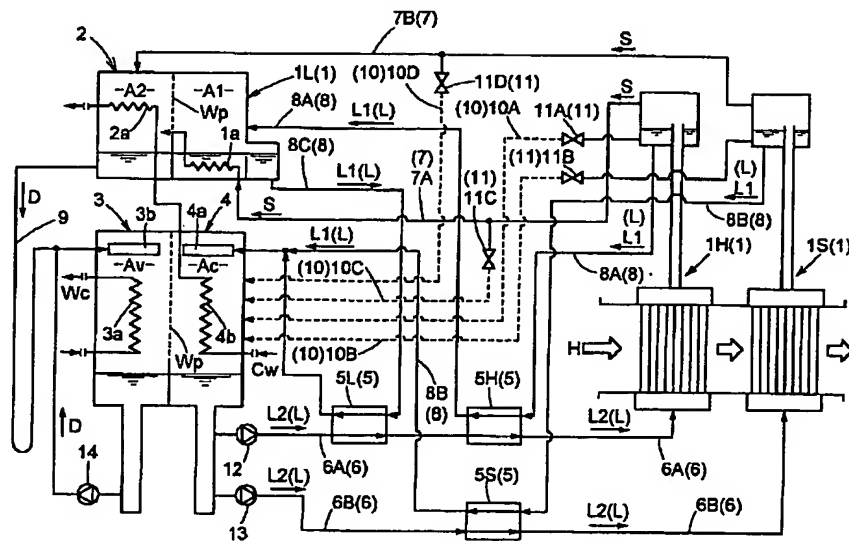 7B(7)
2
S
(10)10D
11D(11)
-A2-
-A1-
1L(1)
Wp
8A(8)
L1(L)
(10)10A
11A(11)
S
2a
1a
8C(8)
L1(L)
(7)
7A
(11)11B
(11)
11C
(L)
L1
8B(8)
D
S
(L)
L1
9
3
3b
4a
4
L1(L)
8A(8)
1H(1)
1S(1)
-Av-
-Ac-
(10)10C
Wc
3a
4b
Wp
(10)10B
Cw
8B
(8)
H
5L(5)
5H(5)
L2(L)
L2(L)
D
14
12
6A(6)
6A(6)
L2(L)
5S(5)
L2(L)
13
6B(6)
6B(6)